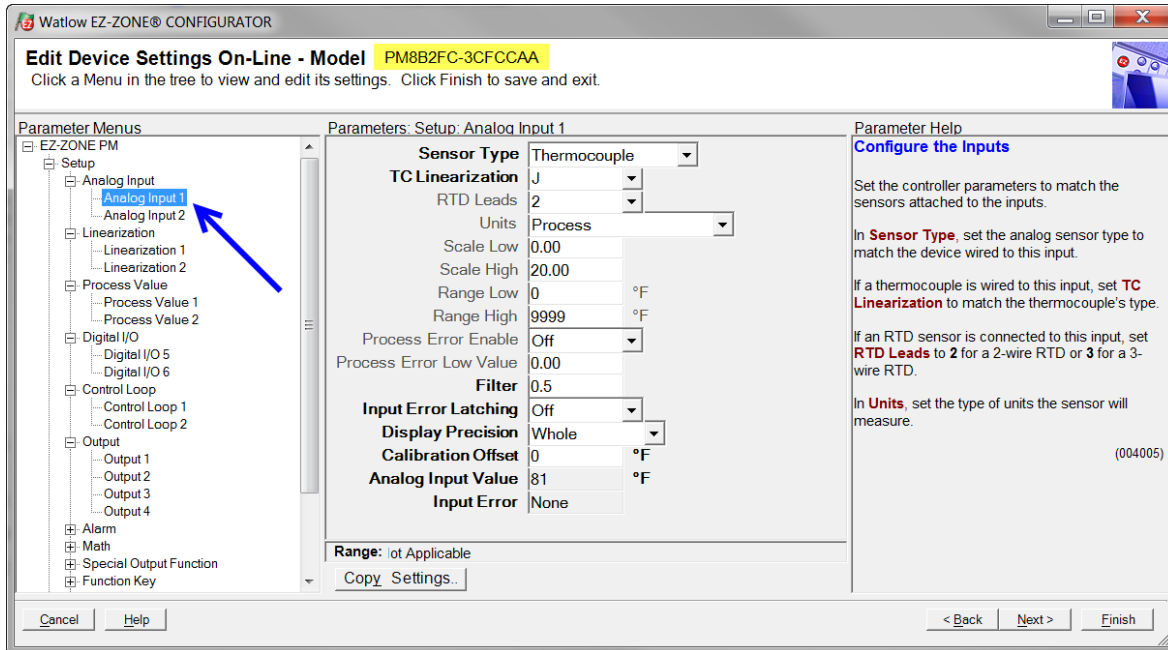 Watlow EZ-ZONE® CONFIGURATOR
Edit Device Settings On-Line - Model PM8B2FC-3CFCCAA
Click a Menu in the tree to view and edit its settings. Click Finish to save and exit.
Parameter Menus
EZ-ZONE PM
Setup
Analog Input
Analog Input 1
Analog Input 2
Linearization
Linearization 1
Linearization 2
Process Value
Process Value 1
Process Value 2
Digital I/O
Digital I/O 5
Digital I/O 6
Control Loop
Control Loop 1
Control Loop 2
Output
Output 1
Output 2
Output 3
Output 4
Alarm
Math
Special Output Function
Function Key
Parameters: Setup: Analog Input 1
Sensor Type Thermocouple
TC Linearization J
RTD Leads 2
Units Process
Scale Low 0.00
Scale High 20.00
Range Low 0 °F
Range High 9999 °F
Process Error Enable Off
Process Error Low Value 0.00
Filter 0.5
Input Error Latching Off
Display Precision Whole
Calibration Offset 0 °F
Analog Input Value 81 °F
Input Error None
Range: ot Applicable
Copy Settings..
Parameter Help
Configure the Inputs
Set the controller parameters to match the
sensors attached to the inputs.
In Sensor Type, set the analog sensor type to
match the device wired to this input.
If a thermocouple is wired to this input, set TC
Linearization to match the thermocouple's type.
If an RTD sensor is connected to this input, set
RTD Leads to 2 for a 2-wire RTD or 3 for a 3-
wire RTD.
In Units, set the type of units the sensor will
measure.
(004005)
Cancel Help < Back Next > Finish